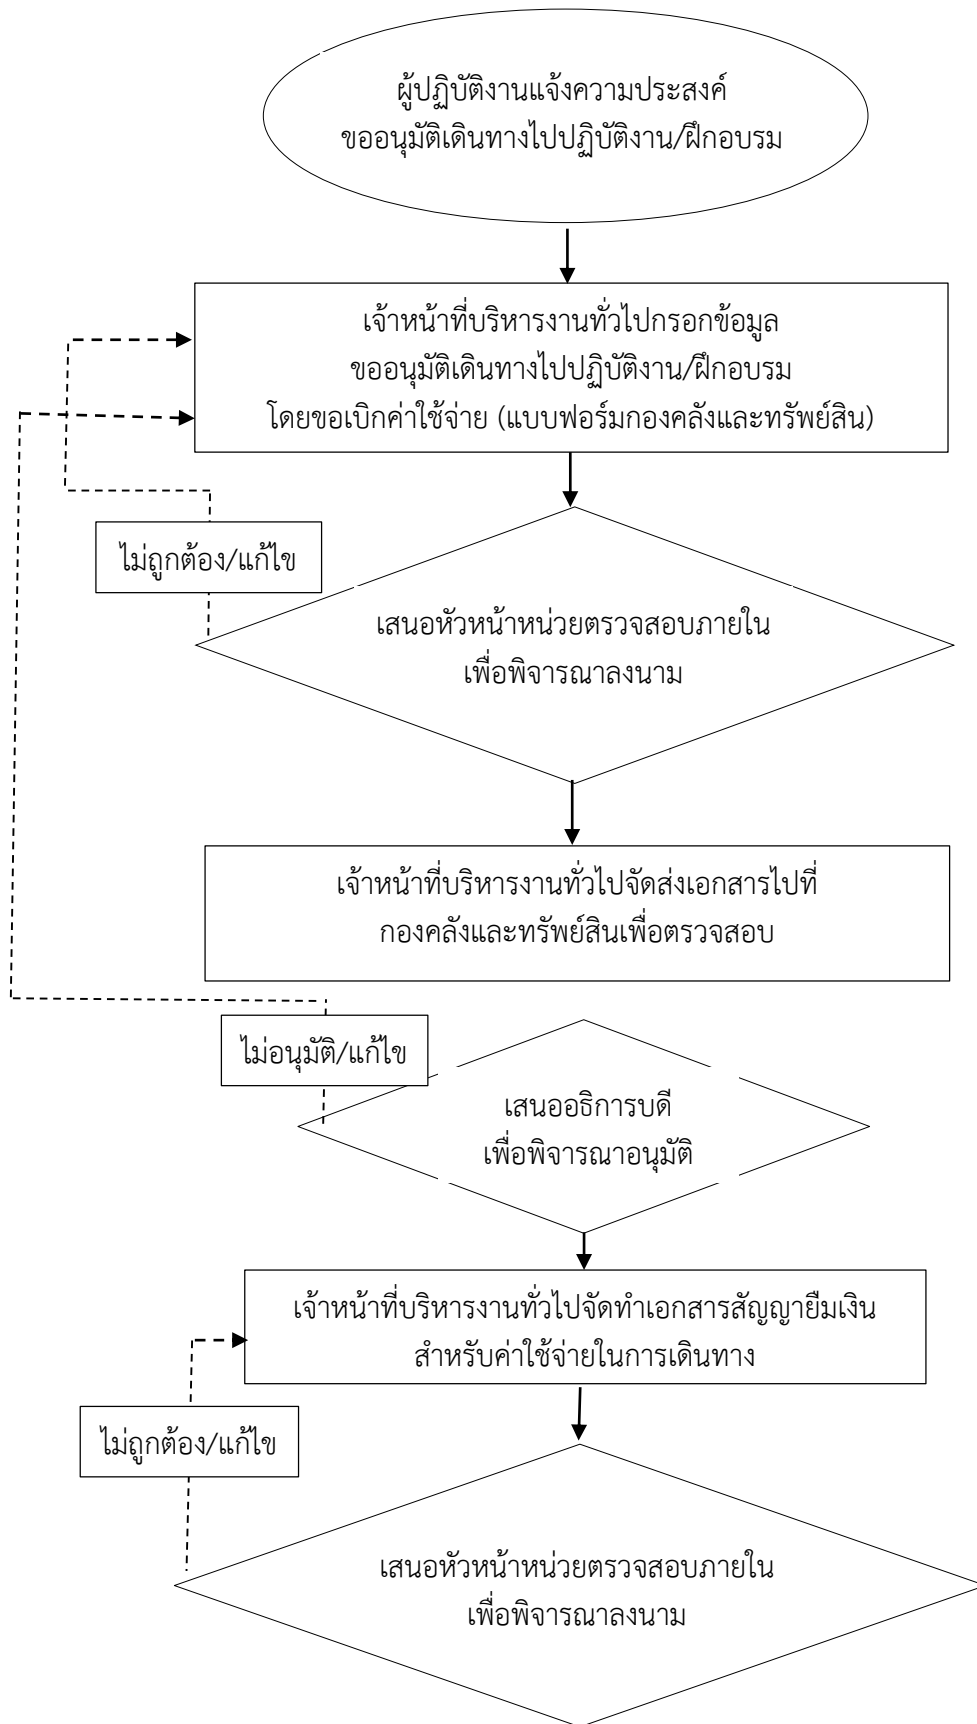 ผู้ปฏิบัติงานแจ้งความประสงค์
ขออนุมัติเดินทางไปปฏิบัติงาน/ฝึกอบรม
เจ้าหน้าที่บริหารงานทั่วไปกรอกข้อมูล
ขออนุมัติเดินทางไปปฏิบัติงาน/ฝึกอบรม
โดยขอเบิกค่าใช้จ่าย (แบบฟอร์มกองคลังและทรัพย์สิน)
ไม่ถูกต้อง/แก้ไข
เสนอหัวหน้าหน่วยตรวจสอบภายใน
เพื่อพิจารณาลงนาม
เจ้าหน้าที่บริหารงานทั่วไปจัดส่งเอกสารไปที่
กองคลังและทรัพย์สินเพื่อตรวจสอบ
ไม่อนุมัติ/แก้ไข
เสนออธิการบดี
เพื่อพิจารณาอนุมัติ
เจ้าหน้าที่บริหารงานทั่วไปจัดทำเอกสารสัญญายืมเงิน
สำหรับค่าใช้จ่ายในการเดินทาง
ไม่ถูกต้อง/แก้ไข
เสนอหัวหน้าหน่วยตรวจสอบภายใน
เพื่อพิจารณาลงนาม